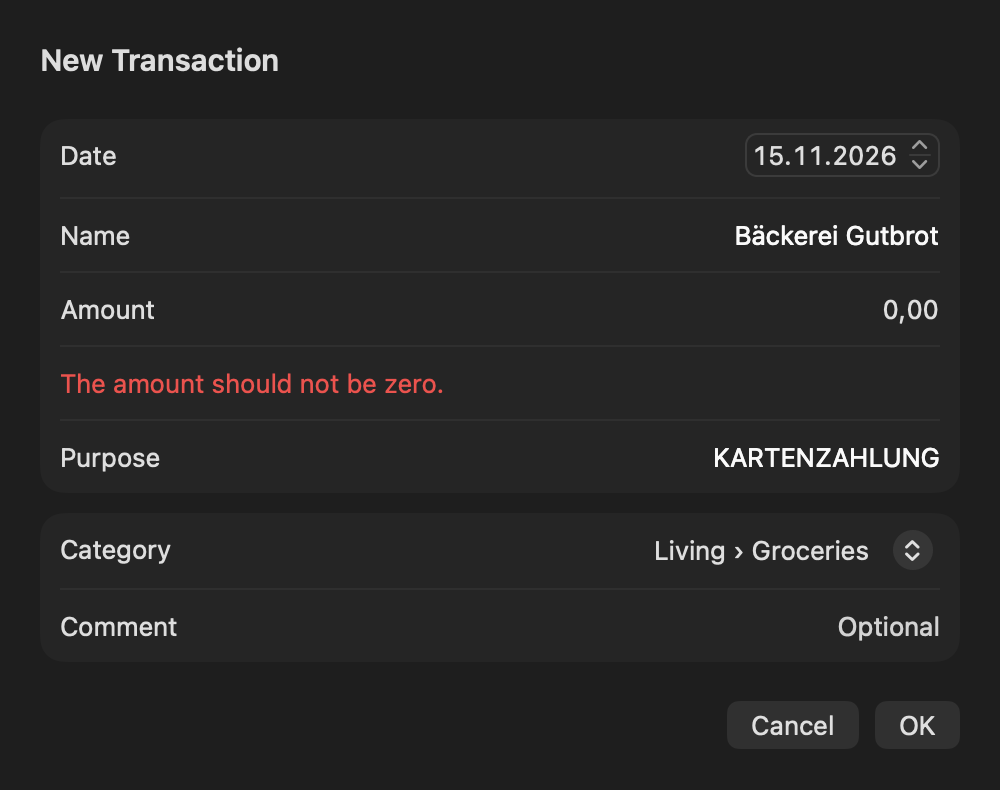 New Transaction
Date 15.11.2026
Name Bäckerei Gutbrot
Amount 0,00
The amount should not be zero.
Purpose KARTENZAHLUNG
Category Living › Groceries
Comment Optional
Cancel OK